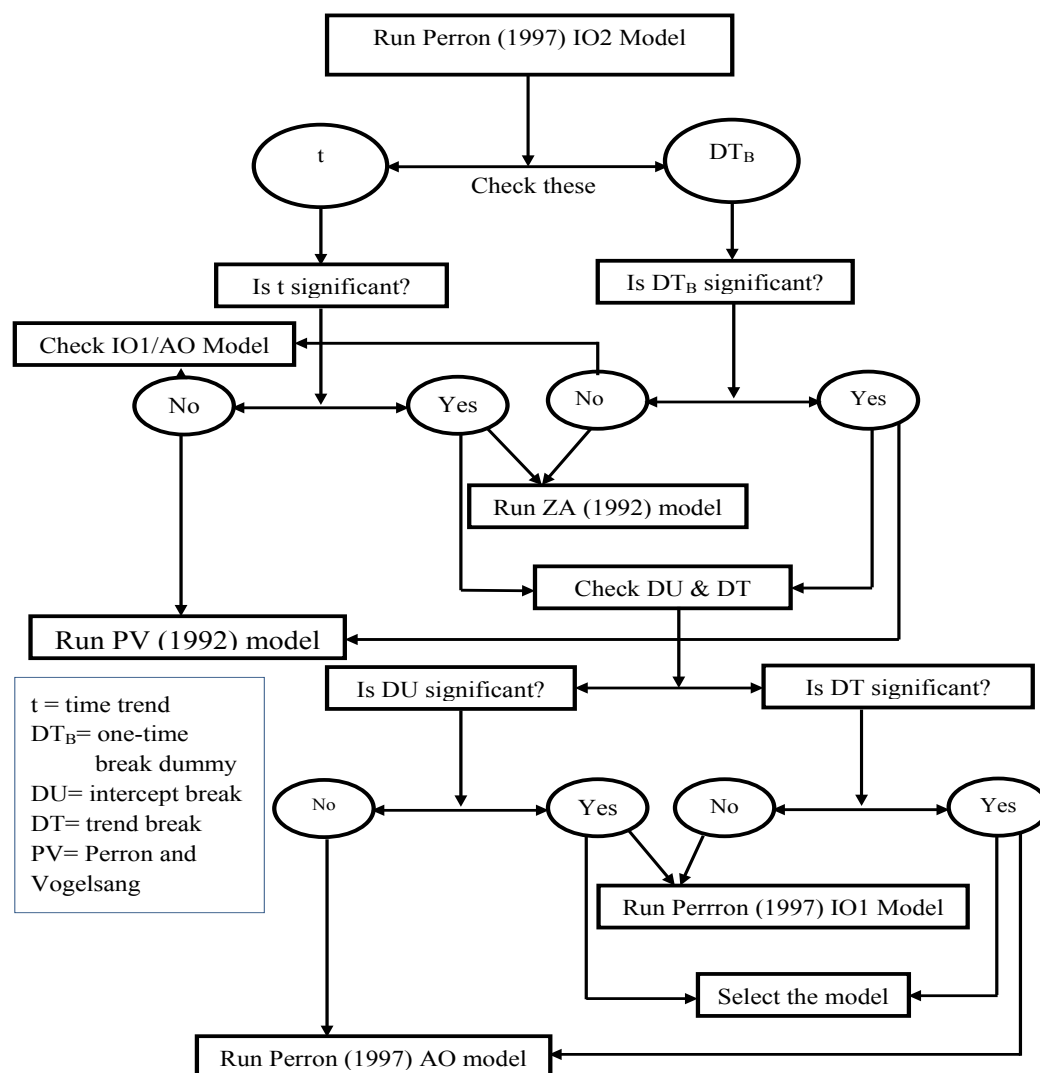 Run Perron (1997) IO2 Model
t
DTB
Check these
Is t significant?
Is DTB significant?
Check IO1/AO Model
No
Yes
No
Yes
Run ZA (1992) model
Check DU & DT
Run PV (1992) model
Is DU significant?
Is DT significant?
t = time trend
DTB= one-time
break dummy
DU= intercept break
DT= trend break
PV= Perron and
Vogelsang
No
Yes
No
Yes
Run Perrron (1997) IO1 Model
Select the model
Run Perron (1997) AO model